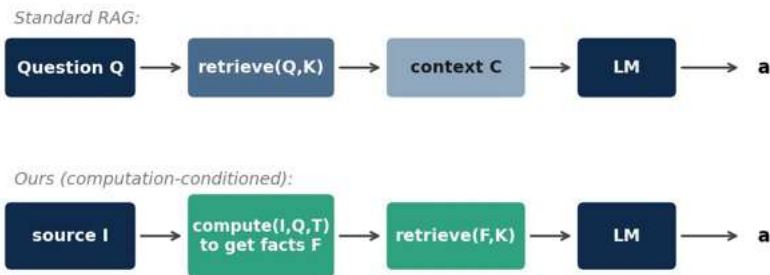 Standard RAG:
Question Q
retrieve(Q,K)
context C
LM
a
Ours (computation-conditioned):
source I
compute(I,Q,T)
to get facts F
retrieve(F,K)
LM
a